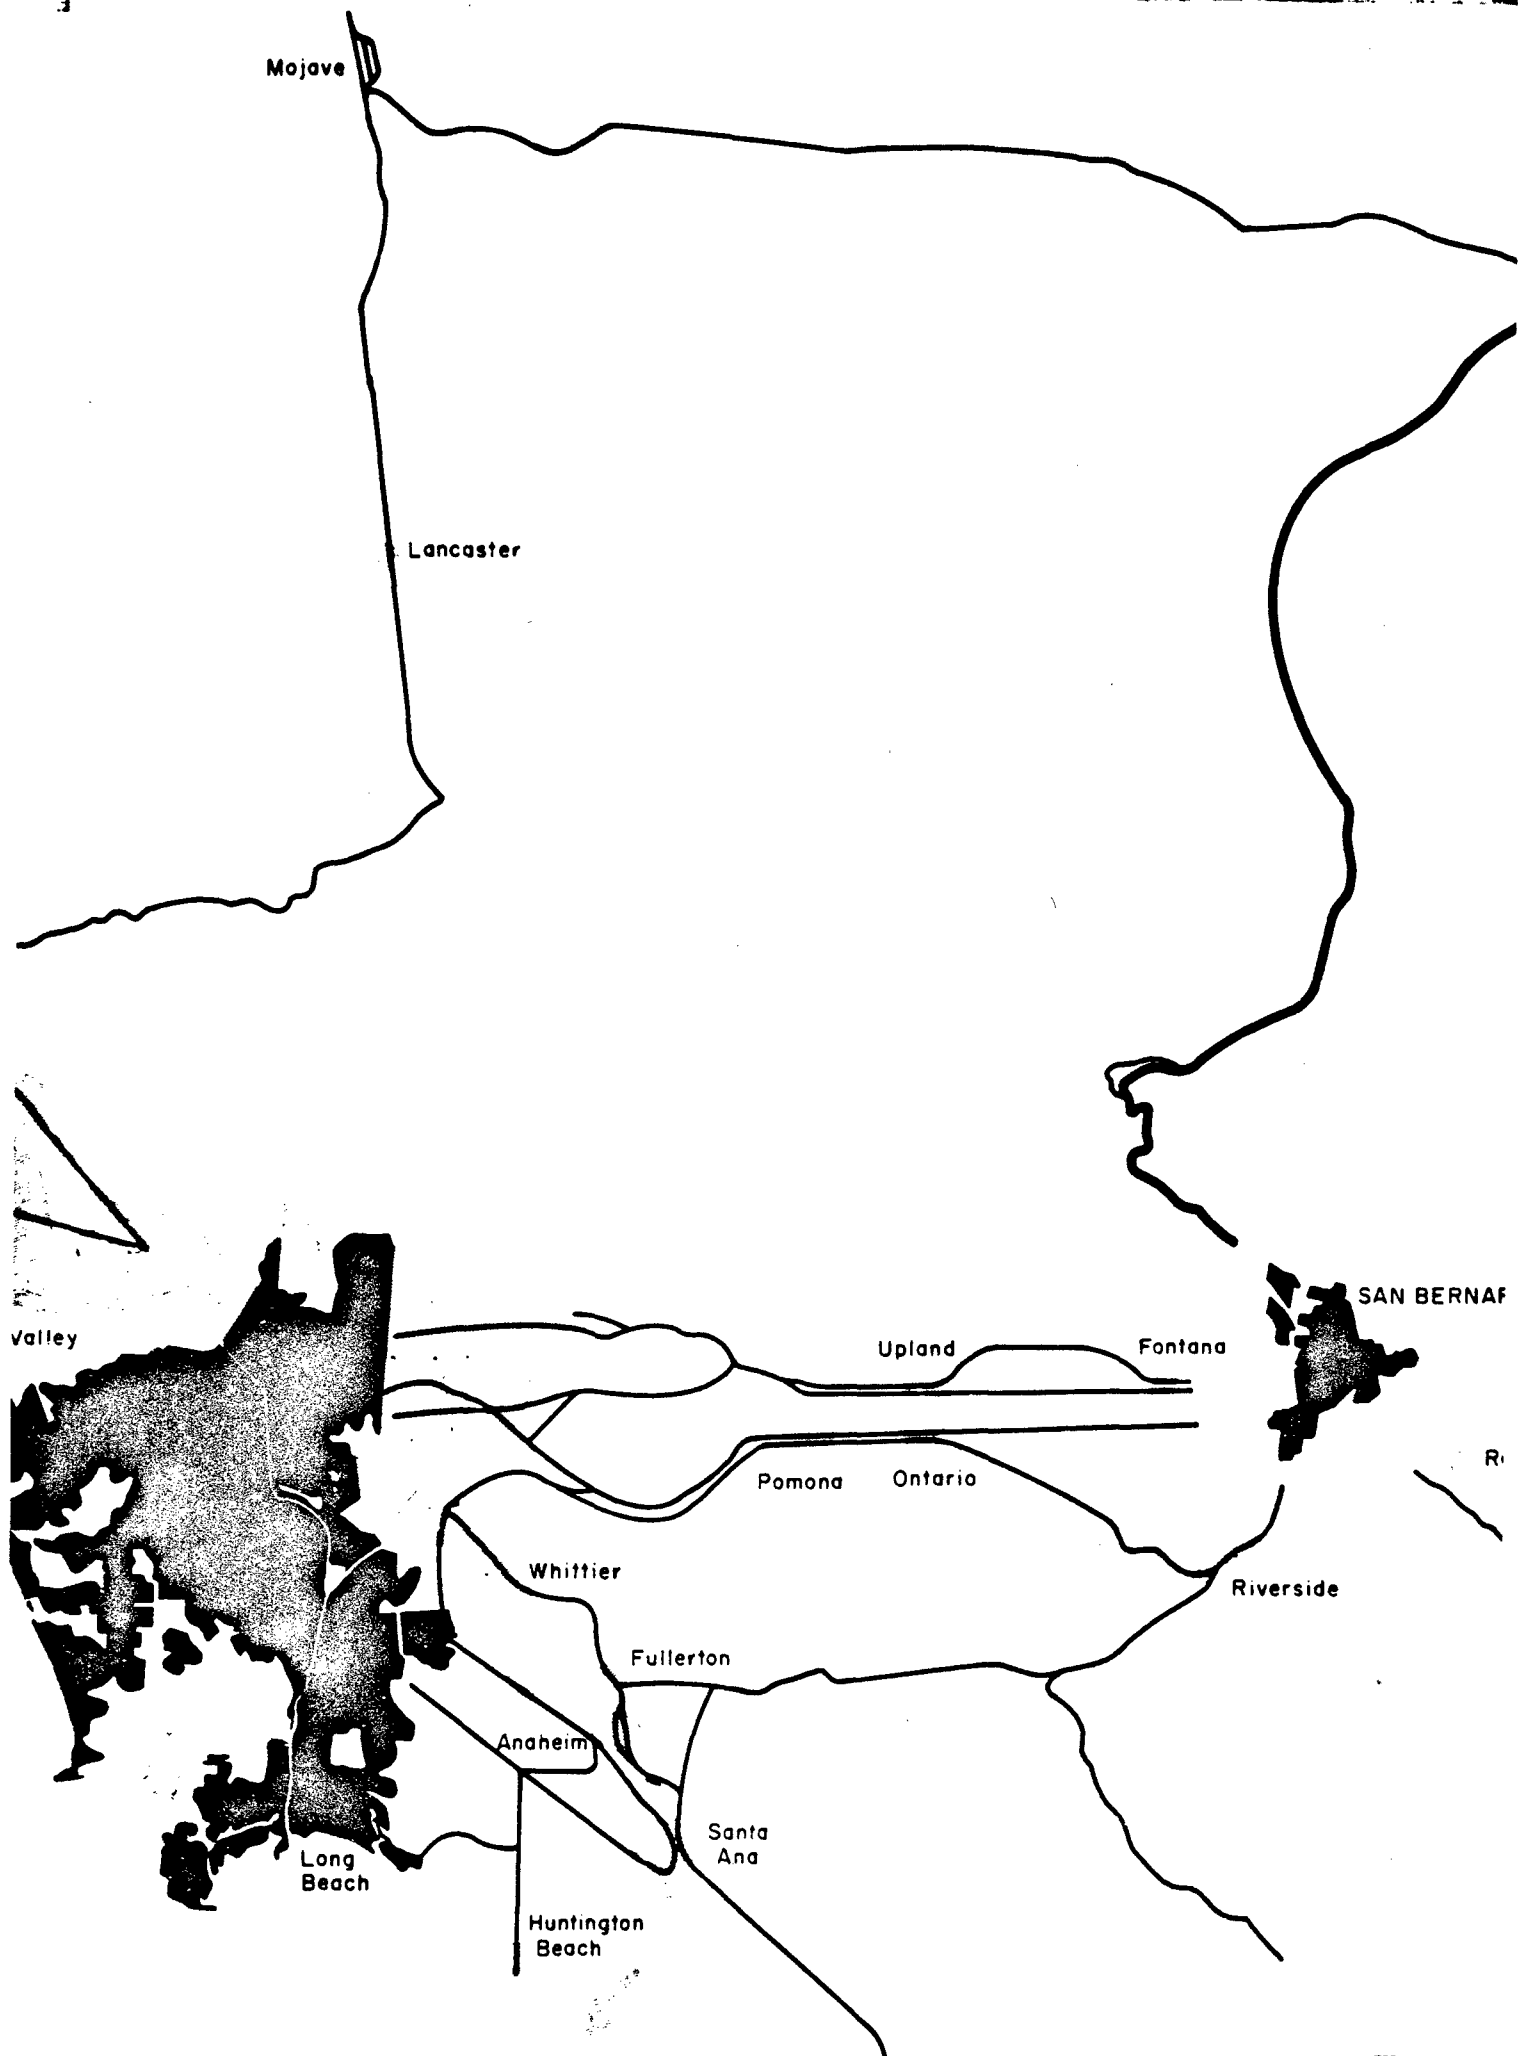 Mojave
Lancaster
SAN BERNAR
Valley
Upland
Fontana
Pomona
Ontario
Whittier
Riverside
Fullerton
Anaheim
Santa
Ana
Long
Beach
Huntington
Beach